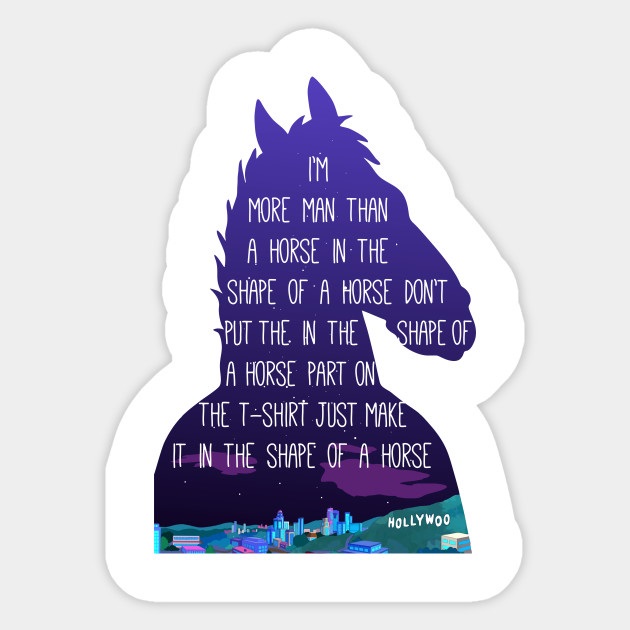 I'M
MORE MAN THAN
A HORSE IN THE
SHAPE OF A HORSE DON'T
PUT THE IN THE SHAPE OF
A HORSE PART ON
THE T-SHIRT JUST MAKE
IT IN THE SHAPE OF A HORSE
HOLLYWOO